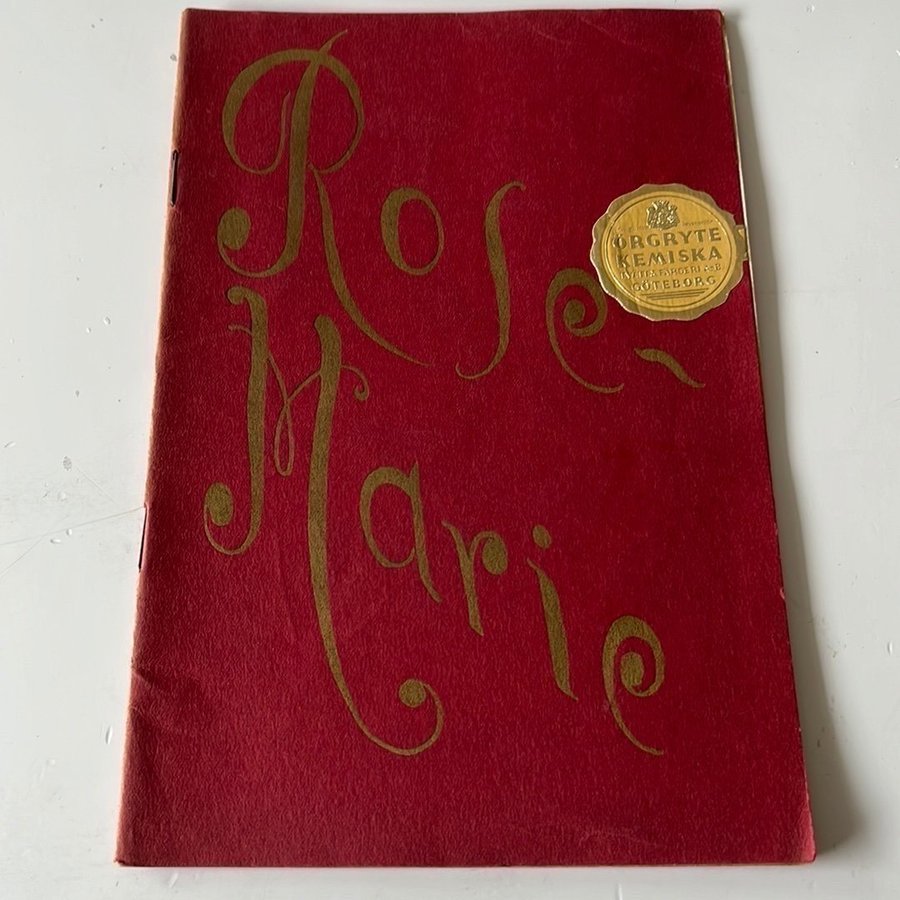 Rose-
Marie
ÖRGRYTE
KEMISKA
GÖTEBORG